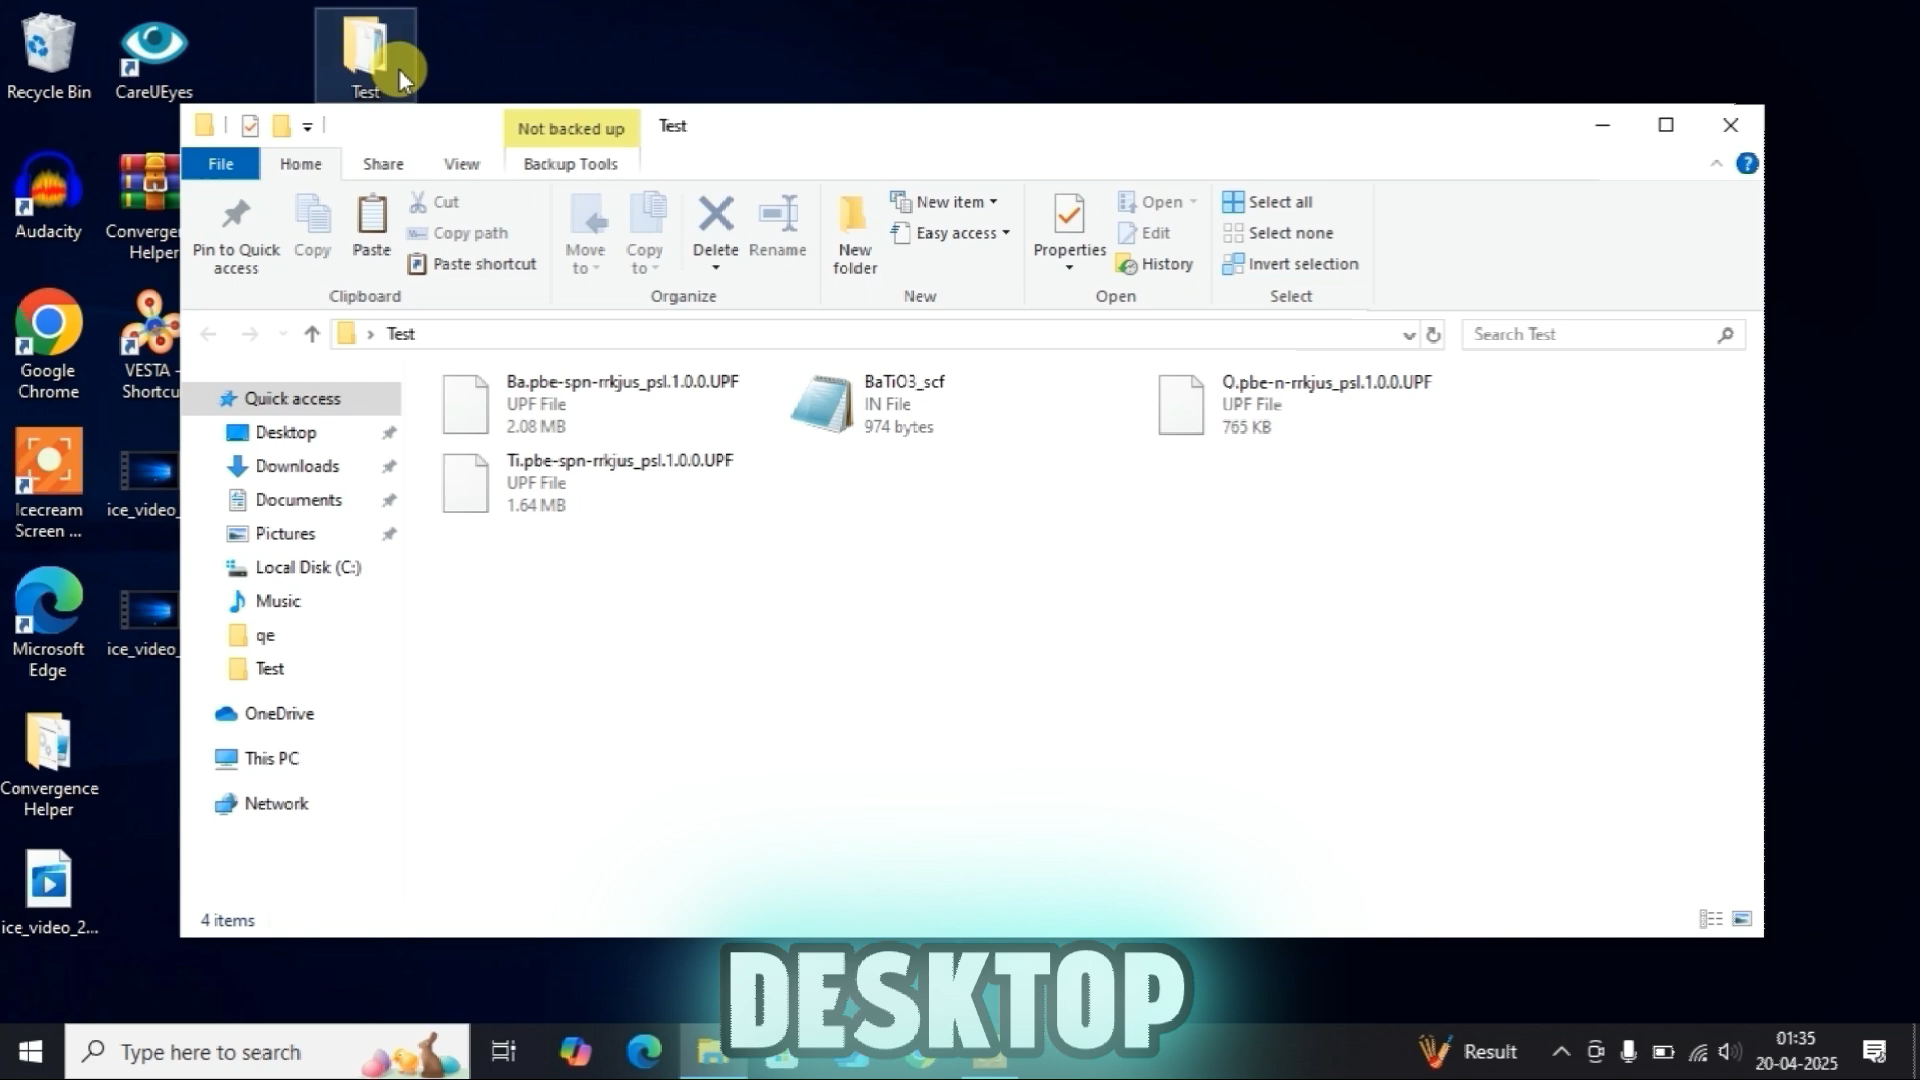 Recycle Bin
CareUEyes
Test
Audacity
Convergen
Helper
Google
Chrome
VESTA -
Shortcu
Icecream
Screen ...
ice_video_
Microsoft
Edge
ice_video_
Convergence
Helper
ice_video_2...
Not backed up
Test
File
Home
Share
View
Backup Tools
Pin to Quick
access
Copy
Paste
Cut
Copy path
Paste shortcut
Clipboard
Move
to
Copy
to
Delete
Rename
Organize
New
folder
New item
Easy access
New
Properties
Open
Edit
History
Open
Select all
Select none
Invert selection
Select
Test
Search Test
Quick access
Desktop
Downloads
Documents
Pictures
Local Disk (C:)
Music
qe
Test
OneDrive
This PC
Network
Ba.pbe-spn-rrkjus_psl.1.0.0.UPF
UPF File
2.08 MB
BaTiO3_scf
IN File
974 bytes
O.pbe-n-rrkjus_psl.1.0.0.UPF
UPF File
765 KB
Ti.pbe-spn-rrkjus_psl.1.0.0.UPF
UPF File
1.64 MB
4 items
DESKTOP
Type here to search
Result
01:35
20-04-2025